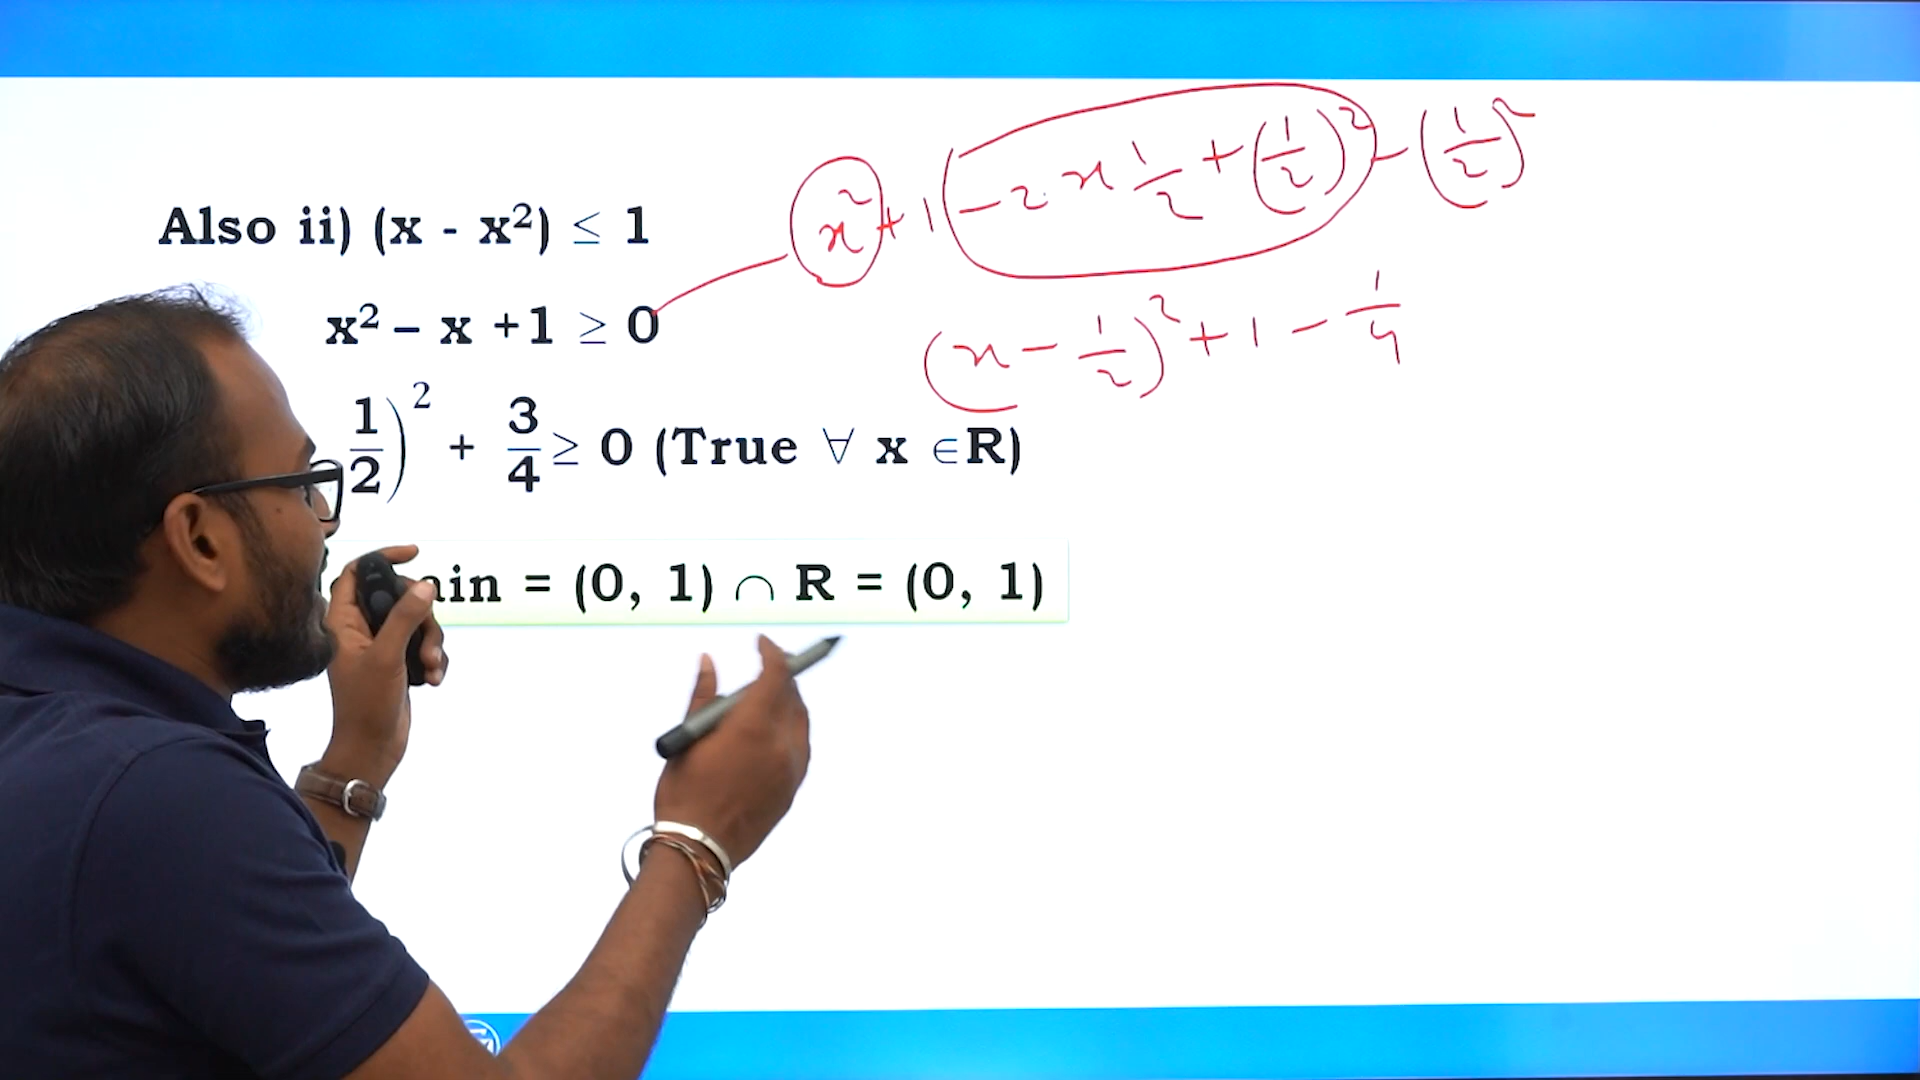 Also ii) (x - x²) ≤ 1
x² + 1 - 2 · x 1/2 + (1/2)² - (1/2)²
x² – x + 1 ≥ 0
(x - 1/2)² + 1 - 1/4
1/2)² + 3/4 ≥ 0 (True ∀ x ∈R)
= (0, 1) ∩ R = (0, 1)